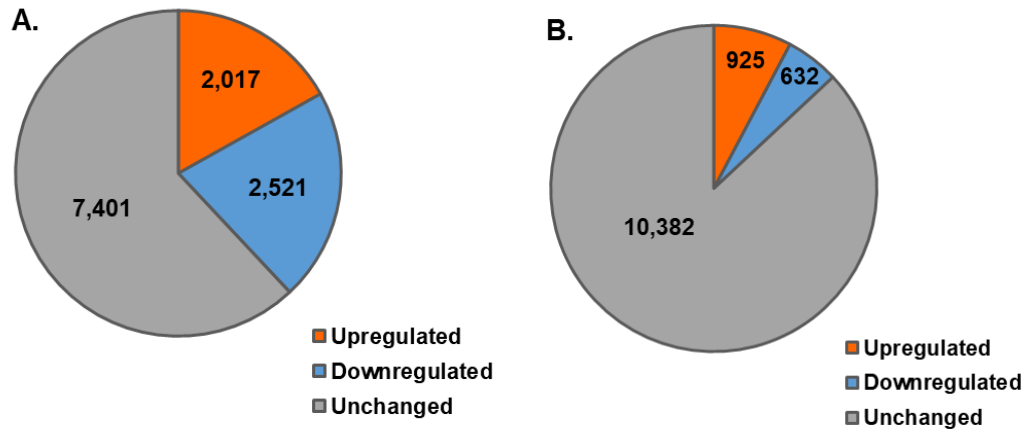 A.
2,017
2,521
7,401
Upregulated
Downregulated
Unchanged
B.
925
632
10,382
Upregulated
Downregulated
Unchanged